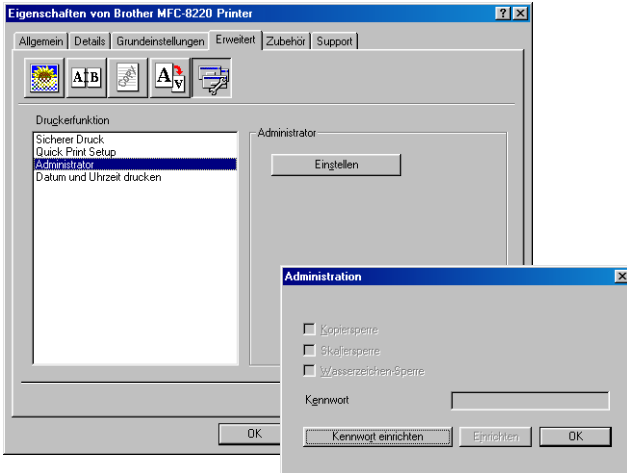 Eigenschaften von Brother MFC-8220 Printer
Allgemein Details Grundeinstellungen Erweitert Zubehör Support
A B
A A
Druckerfunktion
Sicherer Druck
Quick Print Setup
Administrator
Datum und Uhrzeit drucken
Administrator
Einstellen
OK
Administration
Kopiersperre
Skaliersperre
Wasserzeichen-Sperre
Kennwort
Kennwort einrichten Einrichten OK